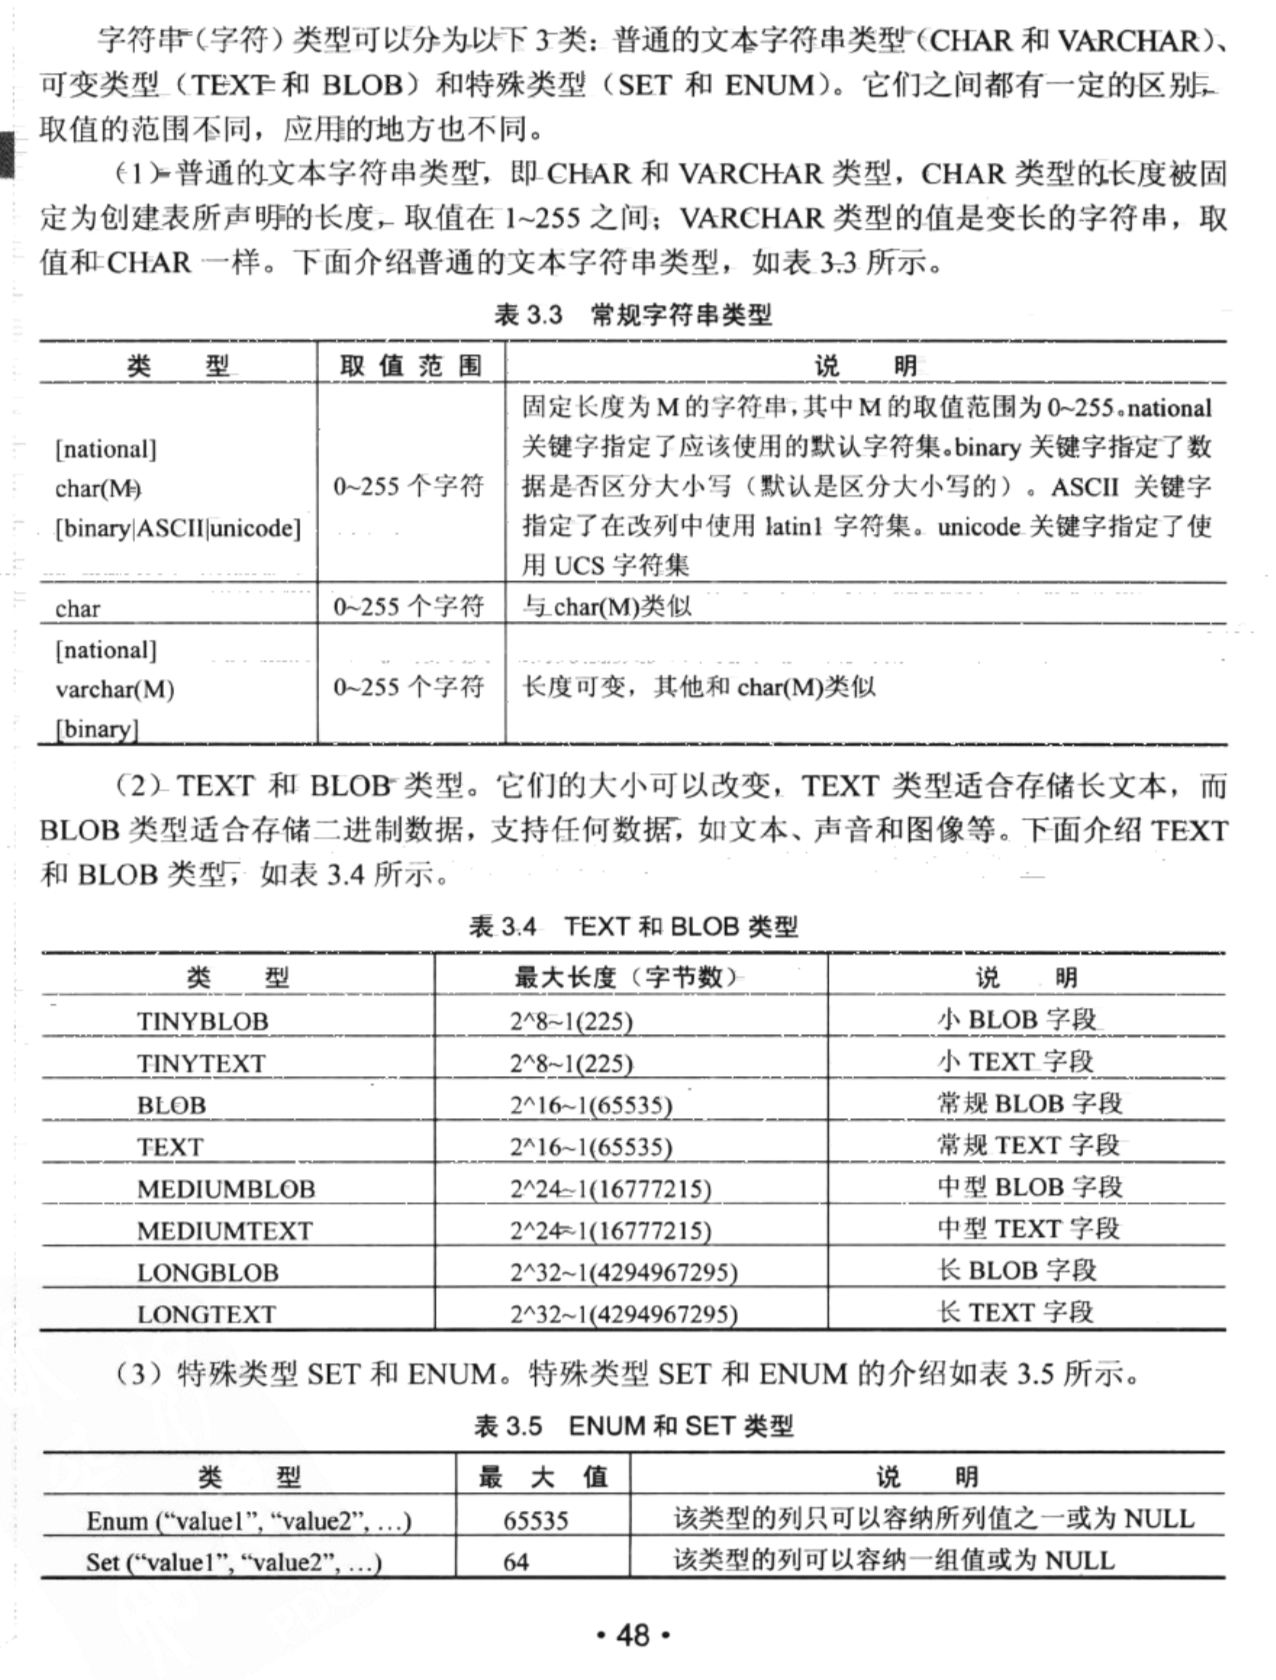 字符串（字符）类型可以分为以下 3 类：普通的文本字符串类型（CHAR 和 VARCHAR）、
可变类型（TEXT 和 BLOB）和特殊类型（SET 和 ENUM）。它们之间都有一定的区别，
取值的范围不同，应用的地方也不同。
（1）普通的文本字符串类型，即 CHAR 和 VARCHAR 类型，CHAR 类型的长度被固
定为创建表所声明的长度，取值在 1~255 之间；VARCHAR 类型的值是变长的字符串，取
值和 CHAR 一样。下面介绍普通的文本字符串类型，如表 3.3 所示。
表 3.3 常规字符串类型
类 型 取 值 范 围 说 明
[national]
char(M)
[binary|ASCII|unicode]
0~255 个字符
固定长度为 M 的字符串，其中 M 的取值范围为 0~255。national
关键字指定了应该使用的默认字符集。binary 关键字指定了数
据是否区分大小写（默认是区分大小写的）。ASCII 关键字
指定了在改列中使用 latin1 字符集。unicode 关键字指定了使
用 UCS 字符集
char 0~255 个字符 与 char(M)类似
[national]
varchar(M)
[binary]
0~255 个字符
长度可变，其他和 char(M)类似
（2）TEXT 和 BLOB 类型。它们的大小可以改变，TEXT 类型适合存储长文本，而
BLOB 类型适合存储二进制数据，支持任何数据，如文本、声音和图像等。下面介绍 TEXT
和 BLOB 类型，如表 3.4 所示。
表 3.4 TEXT 和 BLOB 类型
类 型 最大长度（字节数） 说 明
TINYBLOB 2^8~1(225) 小 BLOB 字段
TINYTEXT 2^8~1(225) 小 TEXT 字段
BLOB 2^16~1(65535) 常规 BLOB 字段
TEXT 2^16~1(65535) 常规 TEXT 字段
MEDIUMBLOB 2^24~1(16777215) 中型 BLOB 字段
MEDIUMTEXT 2^24~1(16777215) 中型 TEXT 字段
LONGBLOB 2^32~1(4294967295) 长 BLOB 字段
LONGTEXT 2^32~1(4294967295) 长 TEXT 字段
（3）特殊类型 SET 和 ENUM。特殊类型 SET 和 ENUM 的介绍如表 3.5 所示。
表 3.5 ENUM 和 SET 类型
类 型 最 大 值 说 明
Enum (“value1”, “value2”, …) 65535 该类型的列只可以容纳所列值之一或为 NULL
Set (“value1”, “value2”, …) 64 该类型的列可以容纳一组值或为 NULL
• 48 •